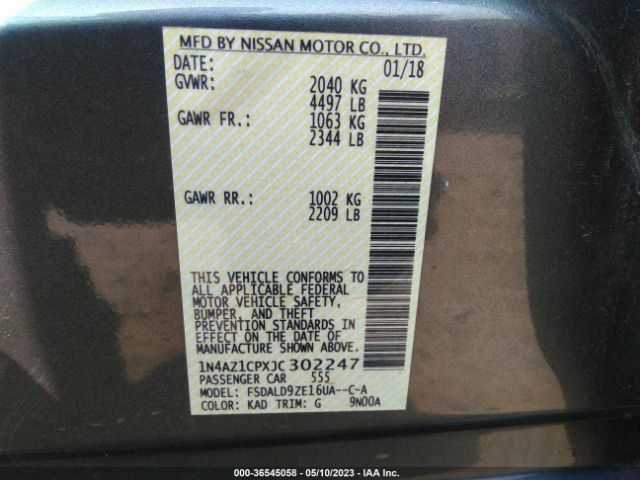 MFD BY NISSAN MOTOR CO., LTD.
DATE: 01/18
GVWR: 2040 KG
4497 LB
GAWR FR.: 1063 KG
2344 LB
GAWR RR.: 1002 KG
2209 LB
THIS VEHICLE CONFORMS TO
ALL APPLICABLE FEDERAL
MOTOR VEHICLE SAFETY,
BUMPER, AND THEFT
PREVENTION STANDARDS IN
EFFECT ON THE DATE OF
MANUFACTURE SHOWN ABOVE.
1N4AZ1CPXJC302247
PASSENGER CAR 555
MODEL: FSDALD9ZE16UA--C-A
COLOR: KAD TRIM: G 9N00A
000-36545058 - 05/10/2023 - IAA Inc.